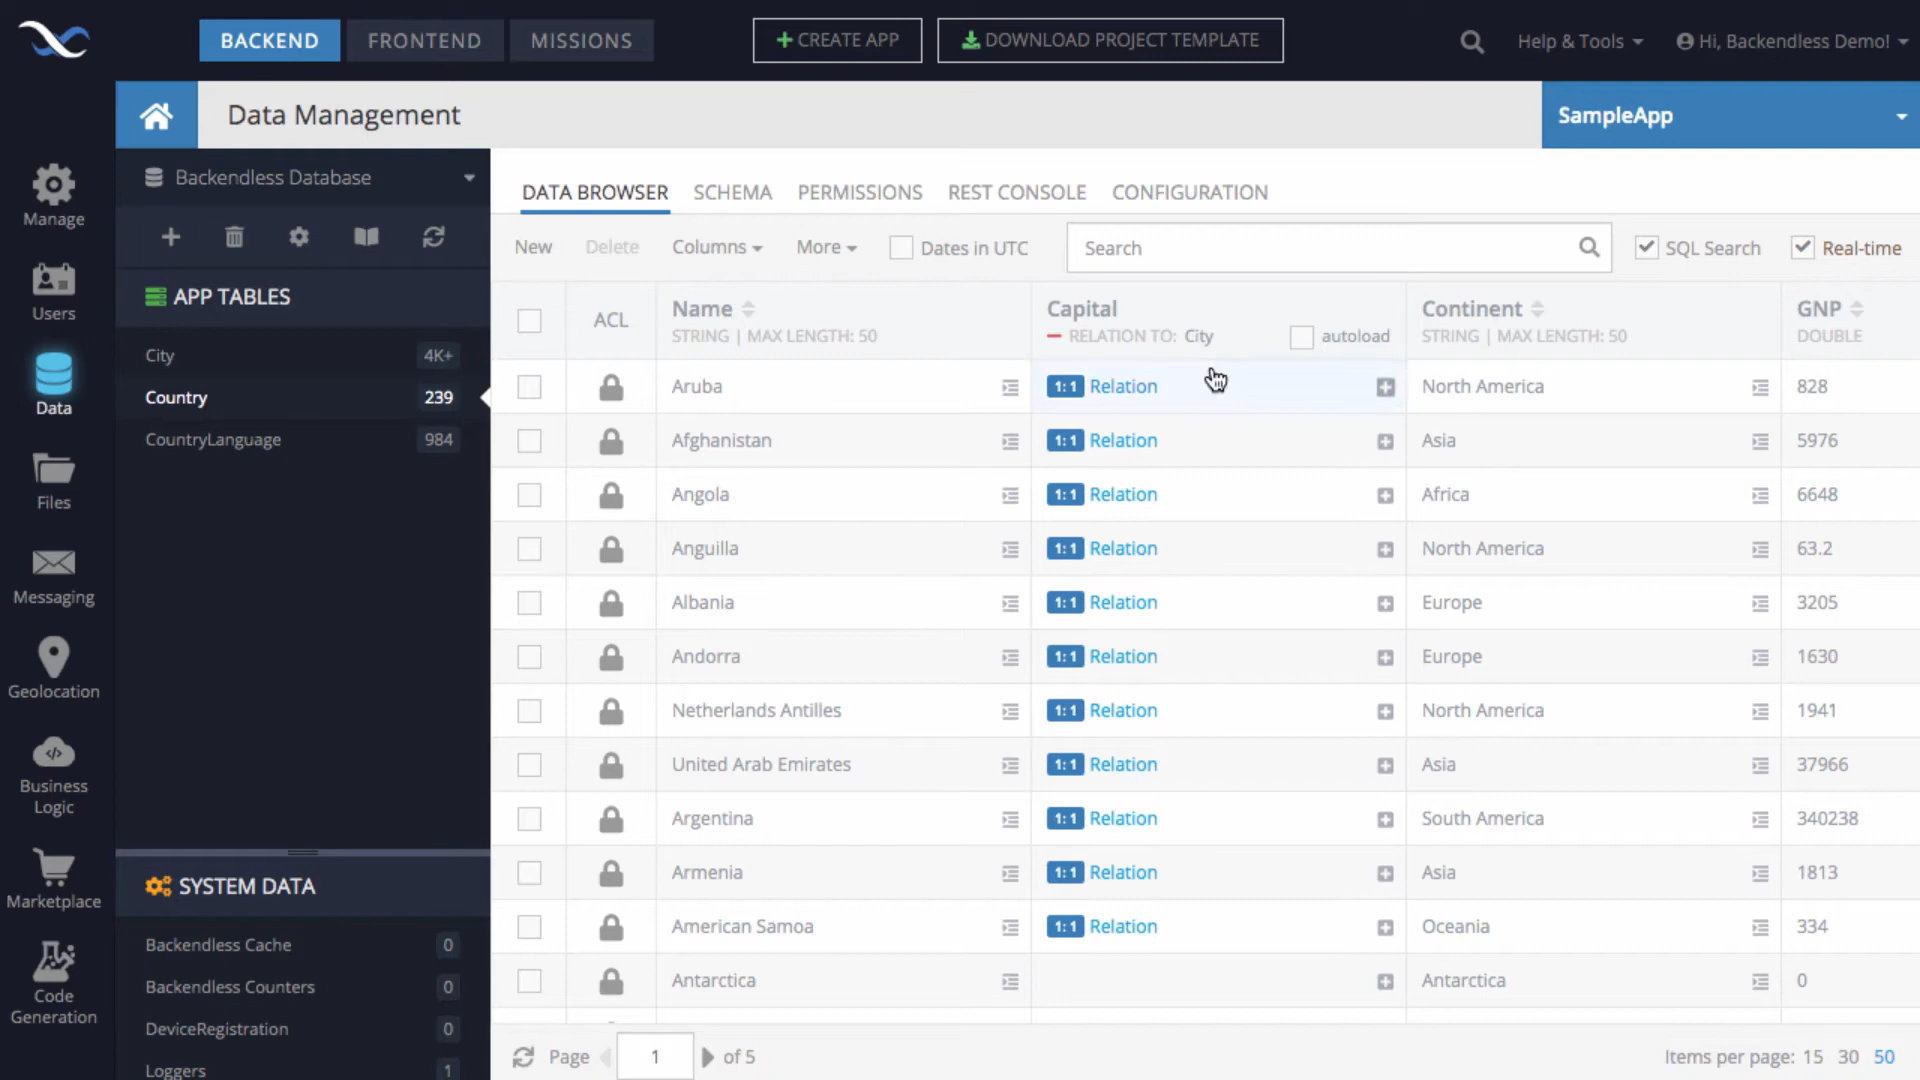 BACKEND FRONTEND MISSIONS CREATE APP DOWNLOAD PROJECT TEMPLATE Help & Tools Hi, Backendless Demo!
Data Management SampleApp
Manage
Users
Data
Files
Messaging
Geolocation
</>
Business
Logic
Marketplace
Code
Generation
Backendless Database
APP TABLES
City 4K+
Country 239
CountryLanguage 984
SYSTEM DATA
Backendless Cache 0
Backendless Counters 0
DeviceRegistration 0
Loggers 1
DATA BROWSER SCHEMA PERMISSIONS REST CONSOLE CONFIGURATION
New Delete Columns More Dates in UTC Search SQL Search Real-time
ACL Name Capital Continent GNP
STRING | MAX LENGTH: 50 RELATION TO: City autoload STRING | MAX LENGTH: 50 DOUBLE
Aruba 1:1 Relation North America 828
Afghanistan 1:1 Relation Asia 5976
Angola 1:1 Relation Africa 6648
Anguilla 1:1 Relation North America 63.2
Albania 1:1 Relation Europe 3205
Andorra 1:1 Relation Europe 1630
Netherlands Antilles 1:1 Relation North America 1941
United Arab Emirates 1:1 Relation Asia 37966
Argentina 1:1 Relation South America 340238
Armenia 1:1 Relation Asia 1813
American Samoa 1:1 Relation Oceania 334
Antarctica Antarctica 0
Page 1 of 5 Items per page: 15 30 50